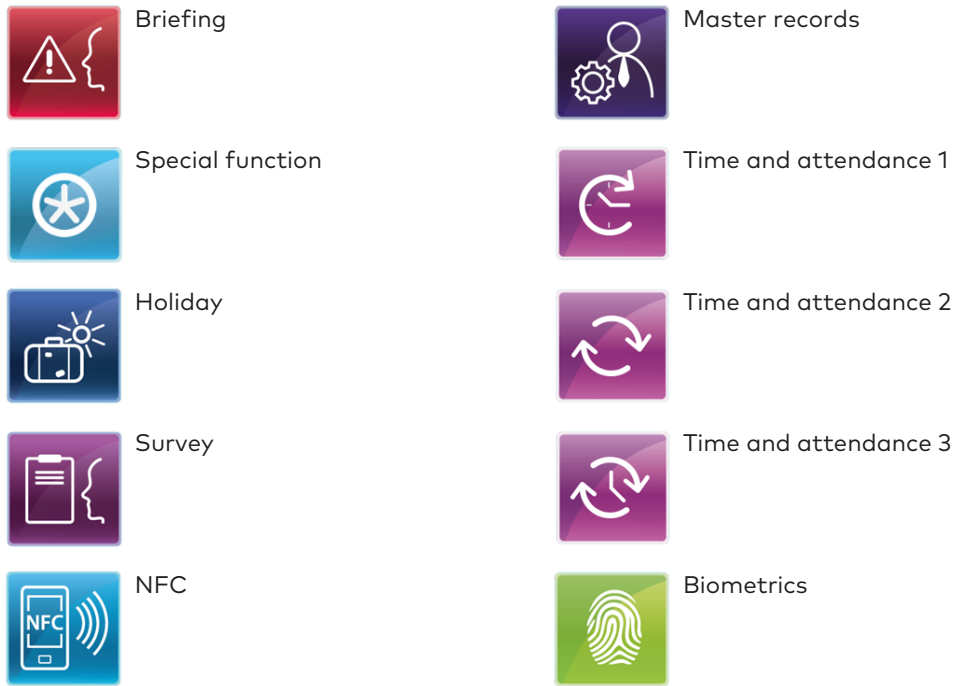 Briefing
Master records
Special function
Time and attendance 1
Holiday
Time and attendance 2
Survey
Time and attendance 3
NFC
NFC
Biometrics